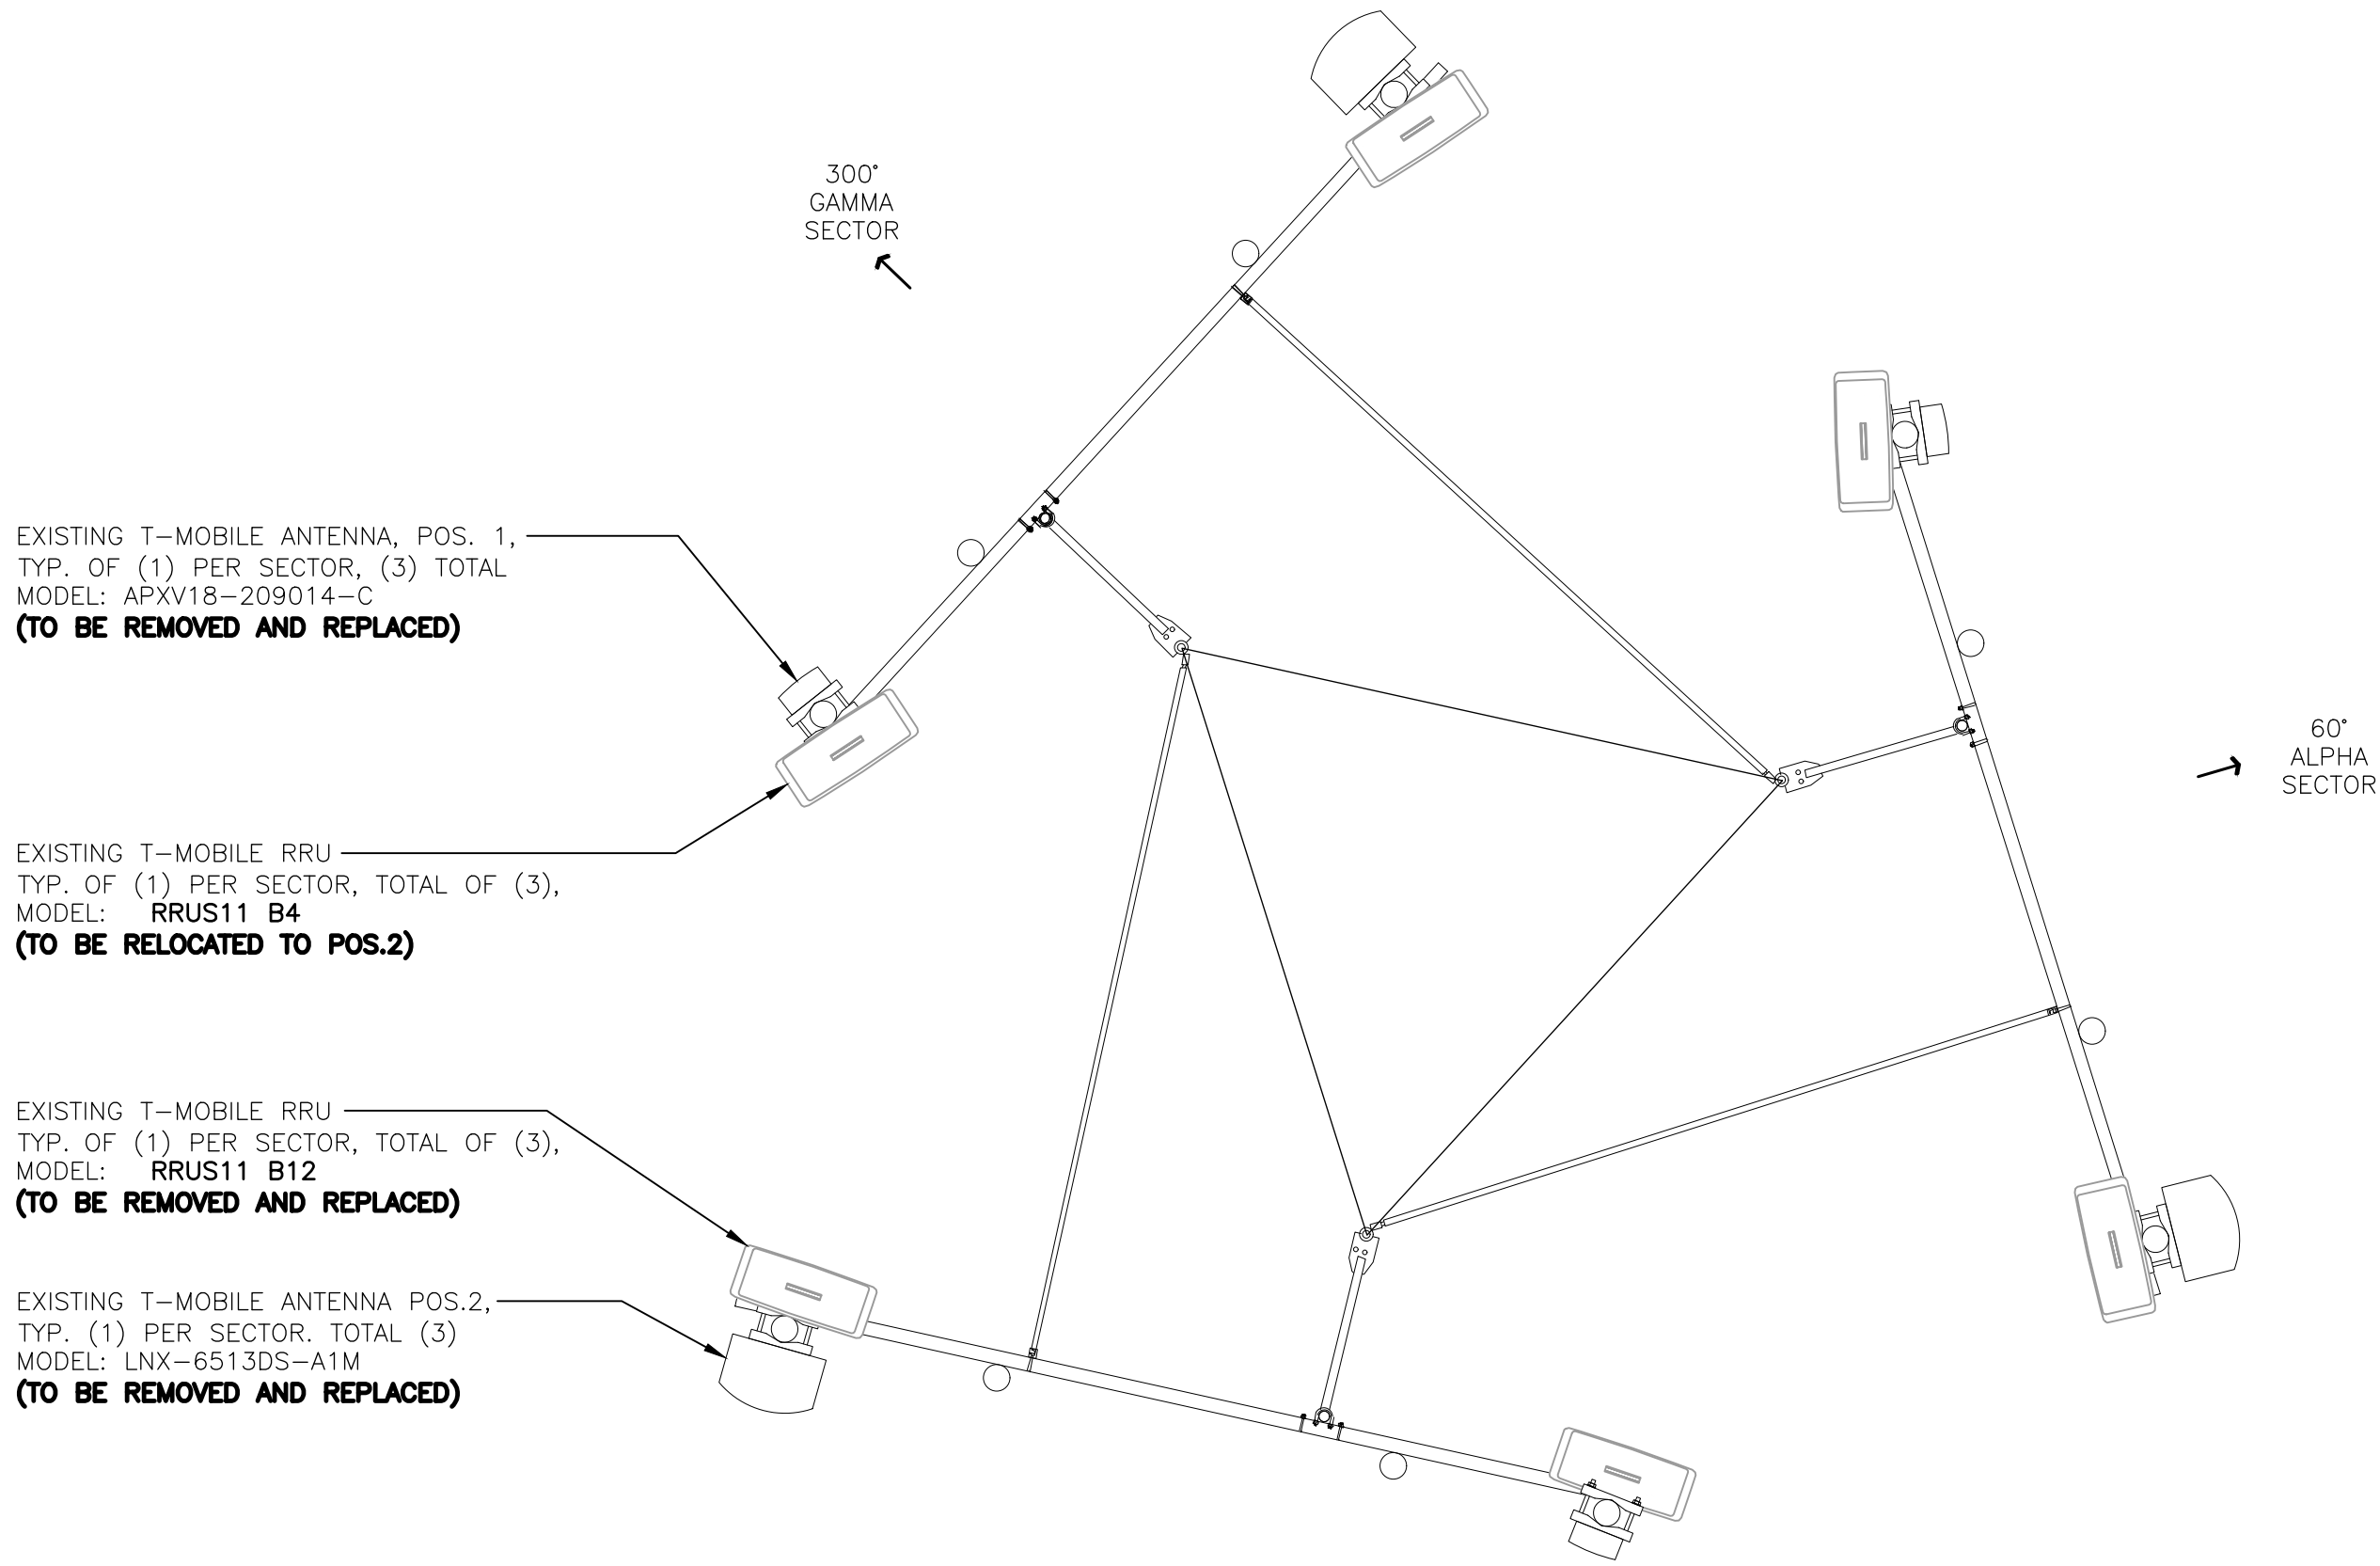 300°
GAMMA
SECTOR
EXISTING T-MOBILE ANTENNA, POS. 1,
TYP. OF (1) PER SECTOR, (3) TOTAL
MODEL: APXV18-209014-C
(TO BE REMOVED AND REPLACED)
60°
ALPHA
SECTOR
EXISTING T-MOBILE RRU
TYP. OF (1) PER SECTOR, TOTAL OF (3),
MODEL: RRUS11 B4
(TO BE RELOCATED TO POS.2)
EXISTING T-MOBILE RRU
TYP. OF (1) PER SECTOR, TOTAL OF (3),
MODEL: RRUS11 B12
(TO BE REMOVED AND REPLACED)
EXISTING T-MOBILE ANTENNA POS.2,
TYP. (1) PER SECTOR. TOTAL (3)
MODEL: LNX-6513DS-A1M
(TO BE REMOVED AND REPLACED)